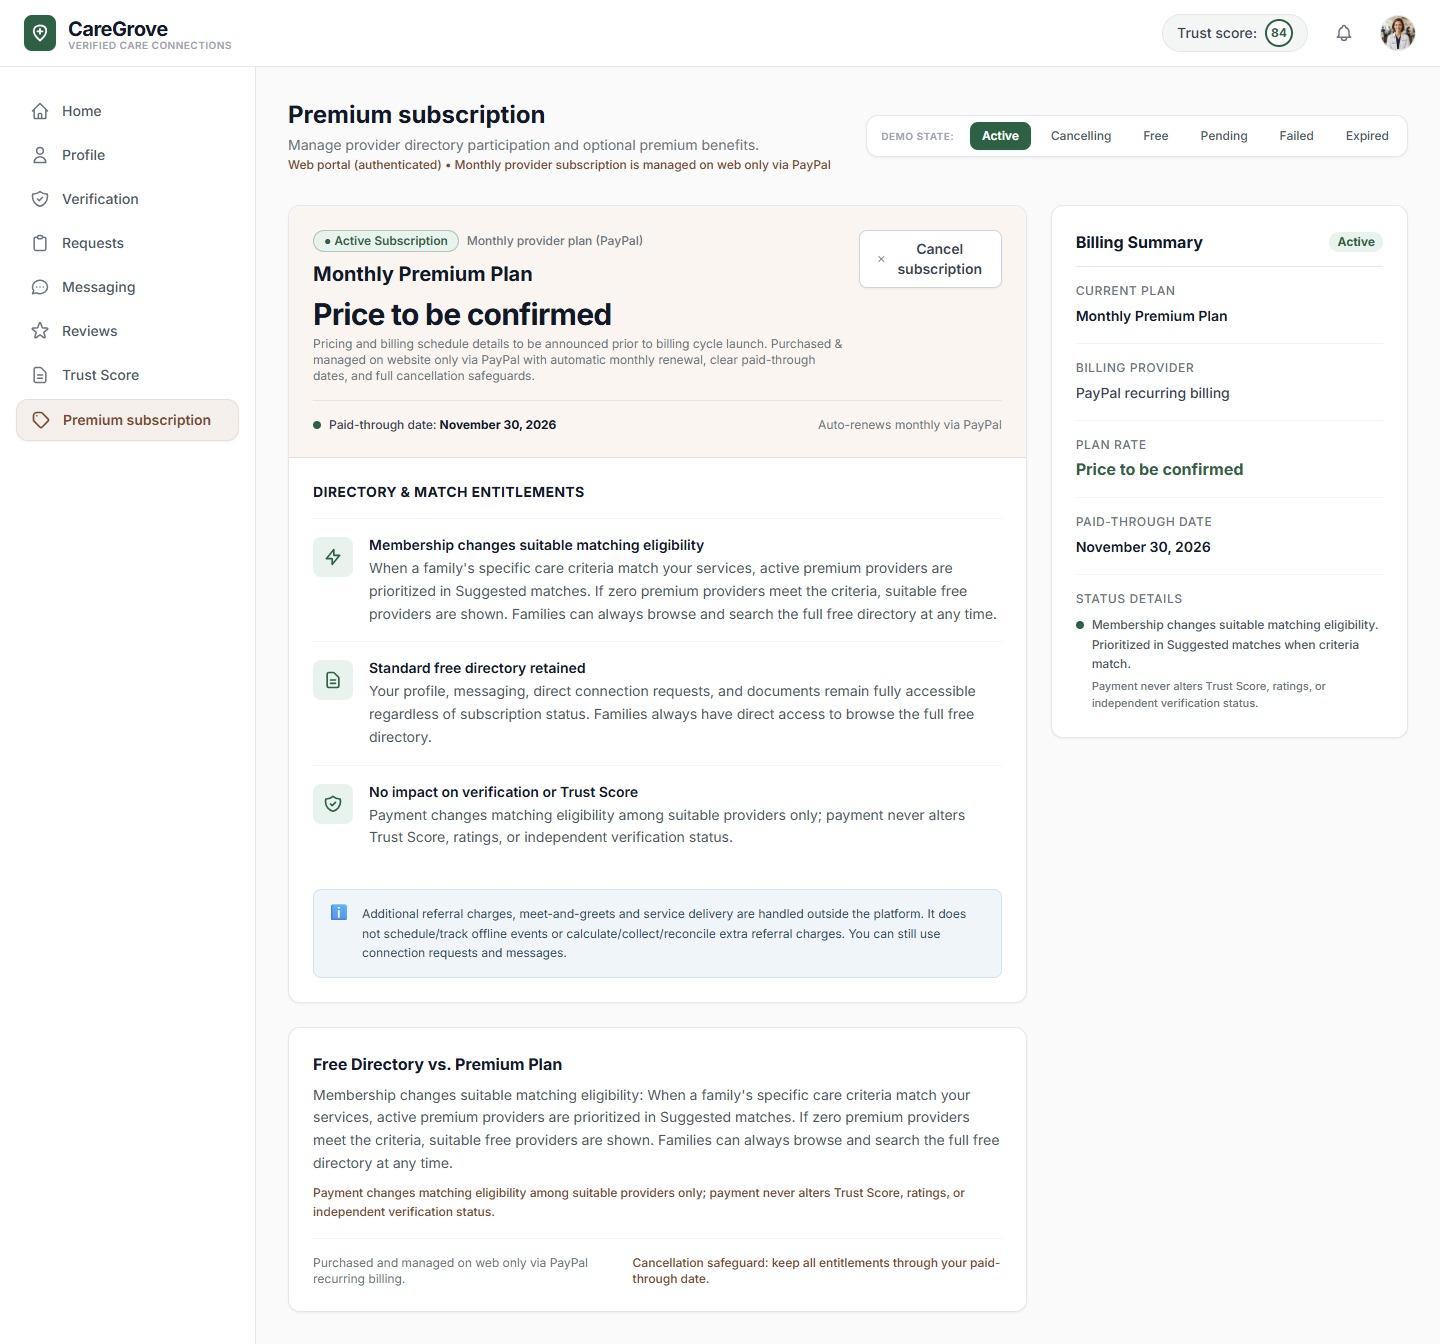 CareGrove
VERIFIED CARE CONNECTIONS
Trust score: 84
Home
Profile
Verification
Requests
Messaging
Reviews
Trust Score
Premium subscription
Premium subscription
Manage provider directory participation and optional premium benefits.
Web portal (authenticated) • Monthly provider subscription is managed on web only via PayPal
DEMO STATE: Active Cancelling Free Pending Failed Expired
● Active Subscription Monthly provider plan (PayPal)
Monthly Premium Plan
Price to be confirmed
Pricing and billing schedule details to be announced prior to billing cycle launch. Purchased &
managed on website only via PayPal with automatic monthly renewal, clear paid-through
dates, and full cancellation safeguards.
× Cancel
subscription
Paid-through date: November 30, 2026
Auto-renews monthly via PayPal
DIRECTORY & MATCH ENTITLEMENTS
Membership changes suitable matching eligibility
When a family's specific care criteria match your services, active premium providers are
prioritized in Suggested matches. If zero premium providers meet the criteria, suitable free
providers are shown. Families can always browse and search the full free directory at any time.
Standard free directory retained
Your profile, messaging, direct connection requests, and documents remain fully accessible
regardless of subscription status. Families always have direct access to browse the full free
directory.
No impact on verification or Trust Score
Payment changes matching eligibility among suitable providers only; payment never alters
Trust Score, ratings, or independent verification status.
i
Additional referral charges, meet-and-greets and service delivery are handled outside the platform. It does
not schedule/track offline events or calculate/collect/reconcile extra referral charges. You can still use
connection requests and messages.
Free Directory vs. Premium Plan
Membership changes suitable matching eligibility: When a family's specific care criteria match your
services, active premium providers are prioritized in Suggested matches. If zero premium providers
meet the criteria, suitable free providers are shown. Families can always browse and search the full free
directory at any time.
Payment changes matching eligibility among suitable providers only; payment never alters Trust Score, ratings, or
independent verification status.
Purchased and managed on web only via PayPal
recurring billing.
Cancellation safeguard: keep all entitlements through your paid-
through date.
Billing Summary Active
CURRENT PLAN
Monthly Premium Plan
BILLING PROVIDER
PayPal recurring billing
PLAN RATE
Price to be confirmed
PAID-THROUGH DATE
November 30, 2026
STATUS DETAILS
Membership changes suitable matching eligibility.
Prioritized in Suggested matches when criteria
match.
Payment never alters Trust Score, ratings, or
independent verification status.